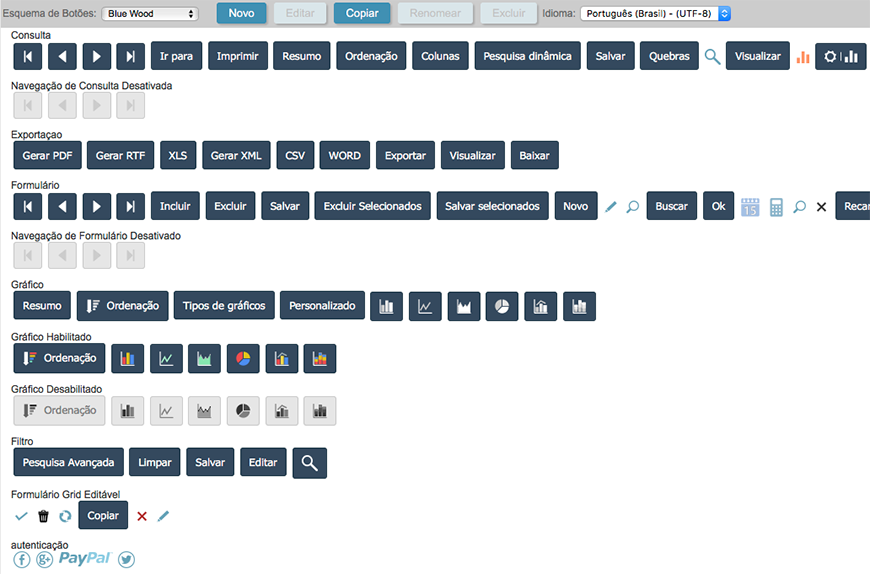 Esquema de Botões: Blue Wood Novo Editar Copiar Renomear Excluir Idioma: Português (Brasil) - (UTF-8)
Consulta
Ir para Imprimir Resumo Ordenação Colunas Pesquisa dinâmica Salvar Quebras Visualizar
Navegação de Consulta Desativada
Exportaçao
Gerar PDF Gerar RTF XLS Gerar XML CSV WORD Exportar Visualizar Baixar
Formulário
Incluir Excluir Salvar Excluir Selecionados Salvar selecionados Novo Buscar Ok 15 Recar
Navegação de Formulário Desativado
Gráfico
Resumo Ordenação Tipos de gráficos Personalizado
Gráfico Habilitado
Ordenação
Gráfico Desabilitado
Ordenação
Filtro
Pesquisa Avançada Limpar Salvar Editar
Formulário Grid Editável
Copiar
autenticação
f g+ PayPal